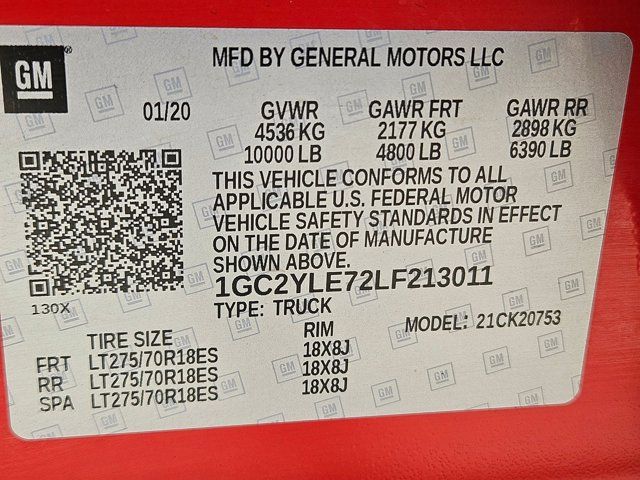 GM
MFD BY GENERAL MOTORS LLC
01/20 GVWR GAWR FRT GAWR RR
4536 KG 2177 KG 2898 KG
10000 LB 4800 LB 6390 LB
THIS VEHICLE CONFORMS TO ALL
APPLICABLE U.S. FEDERAL MOTOR
VEHICLE SAFETY STANDARDS IN EFFECT
ON THE DATE OF MANUFACTURE
SHOWN ABOVE.
130X
1GC2YLE72LF213011
TYPE: TRUCK
MODEL: 21CK20753
TIRE SIZE RIM
FRT LT275/70R18ES 18X8J
RR LT275/70R18ES 18X8J
SPA LT275/70R18ES 18X8J